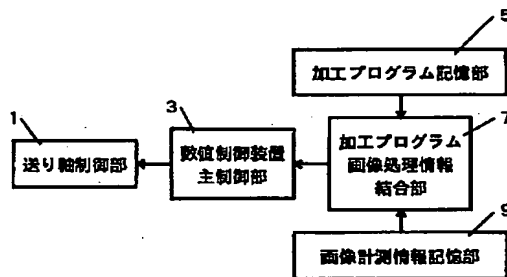 5
加工プログラム記憶部
1
3
7
送り軸制御部
数値制御装置
主制御部
加工プログラム
画像処理情報
結合部
9
画像計測情報記憶部